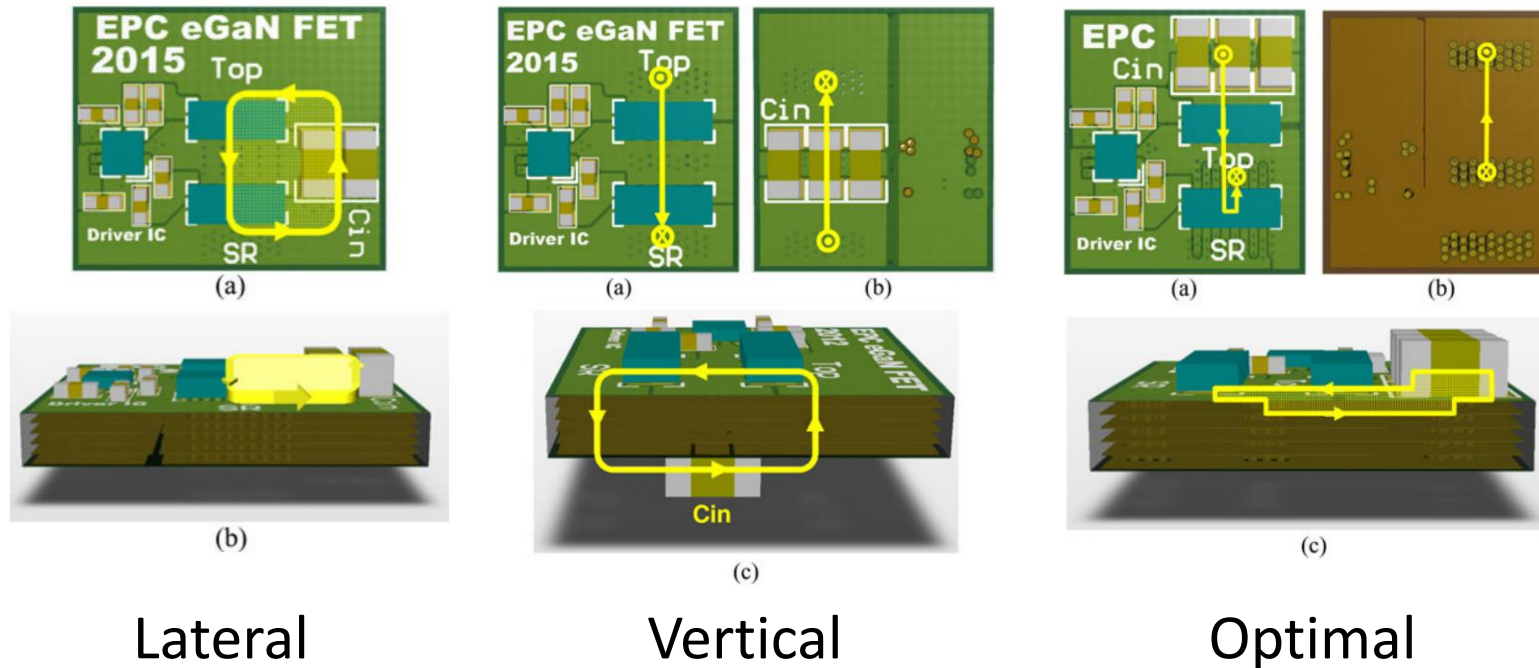 EPC eGaN FET
2015
Top
Cin
Driver IC
SR
(a)
(b)
Lateral
EPC eGaN FET
2015
Top
Driver IC
SR
(a)
Cin
(b)
Driver IC
EPC eGaN FET
2012
SR
Top
Cin
(c)
Vertical
EPC
Cin
Top
Driver IC
SR
(a)
(b)
(c)
Optimal